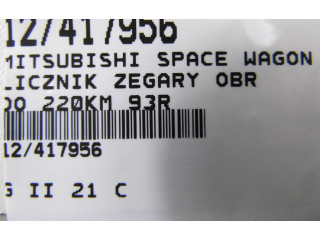 12/417956
MITSUBISHI SPACE WAGON
LICZNIK ZEGARY OBR
DO 220KM 93R
12/417956
G II 21 C